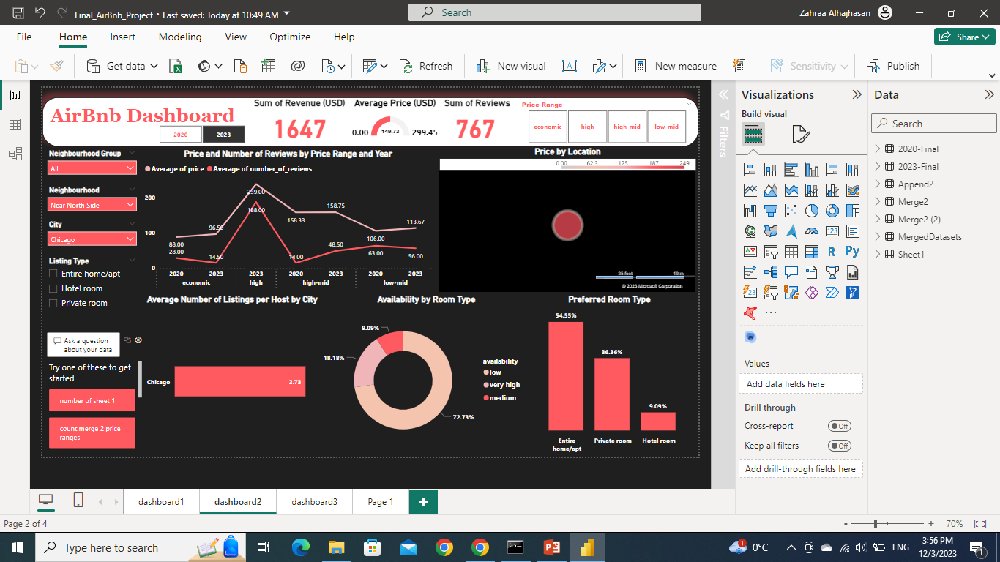 Final_AirBnb_Project • Last saved: Today at 10:49 AM
Search
Zahraa Alhajhasan
File
Home
Insert
Modeling
View
Optimize
Help
Share
Get data
Refresh
New visual
New measure
Sensitivity
Publish
AirBnb Dashboard
2020
2023
Sum of Revenue (USD)
1647
Average Price (USD)
0.00
149.73
299.45
Sum of Reviews
767
Price Range
economic
high
high-mid
low-mid
Neighbourhood Group
All
Neighbourhood
Near North Side
City
Chicago
Listing Type
Entire home/apt
Hotel room
Private room
Ask a question
about your data
Try one of these to get
started
number of sheet 1
count merge 2 price
ranges
Price and Number of Reviews by Price Range and Year
Average of price
Average of number_of_reviews
200
100
0
88.00
28.00
96.50
14.50
239.00
188.00
158.33
14.00
158.75
48.50
106.00
63.00
113.67
56.00
2020
2023
2023
2020
2023
2020
2023
economic
high
high-mid
low-mid
Price by Location
0.00
62.3
125
187
249
25 feet
10 m
© 2023 Microsoft Corporation
Average Number of Listings per Host by City
Chicago
2.73
Availability by Room Type
9.09%
18.18%
72.73%
availability
low
very high
medium
Preferred Room Type
54.55%
36.36%
9.09%
Entire
home/apt
Private room
Hotel room
Filters
Visualizations
Build visual
123
R
Py
123
Values
Add data fields here
Drill through
Cross-report
Off
Keep all filters
Off
Add drill-through fields here
Data
Search
2020-Final
2023-Final
Append2
Merge2
Merge2 (2)
MergedDatasets
Sheet1
dashboard1
dashboard2
dashboard3
Page 1
+
Page 2 of 4
-
+
70%
Type here to search
1
0°C
ENG
3:56 PM
12/3/2023
1